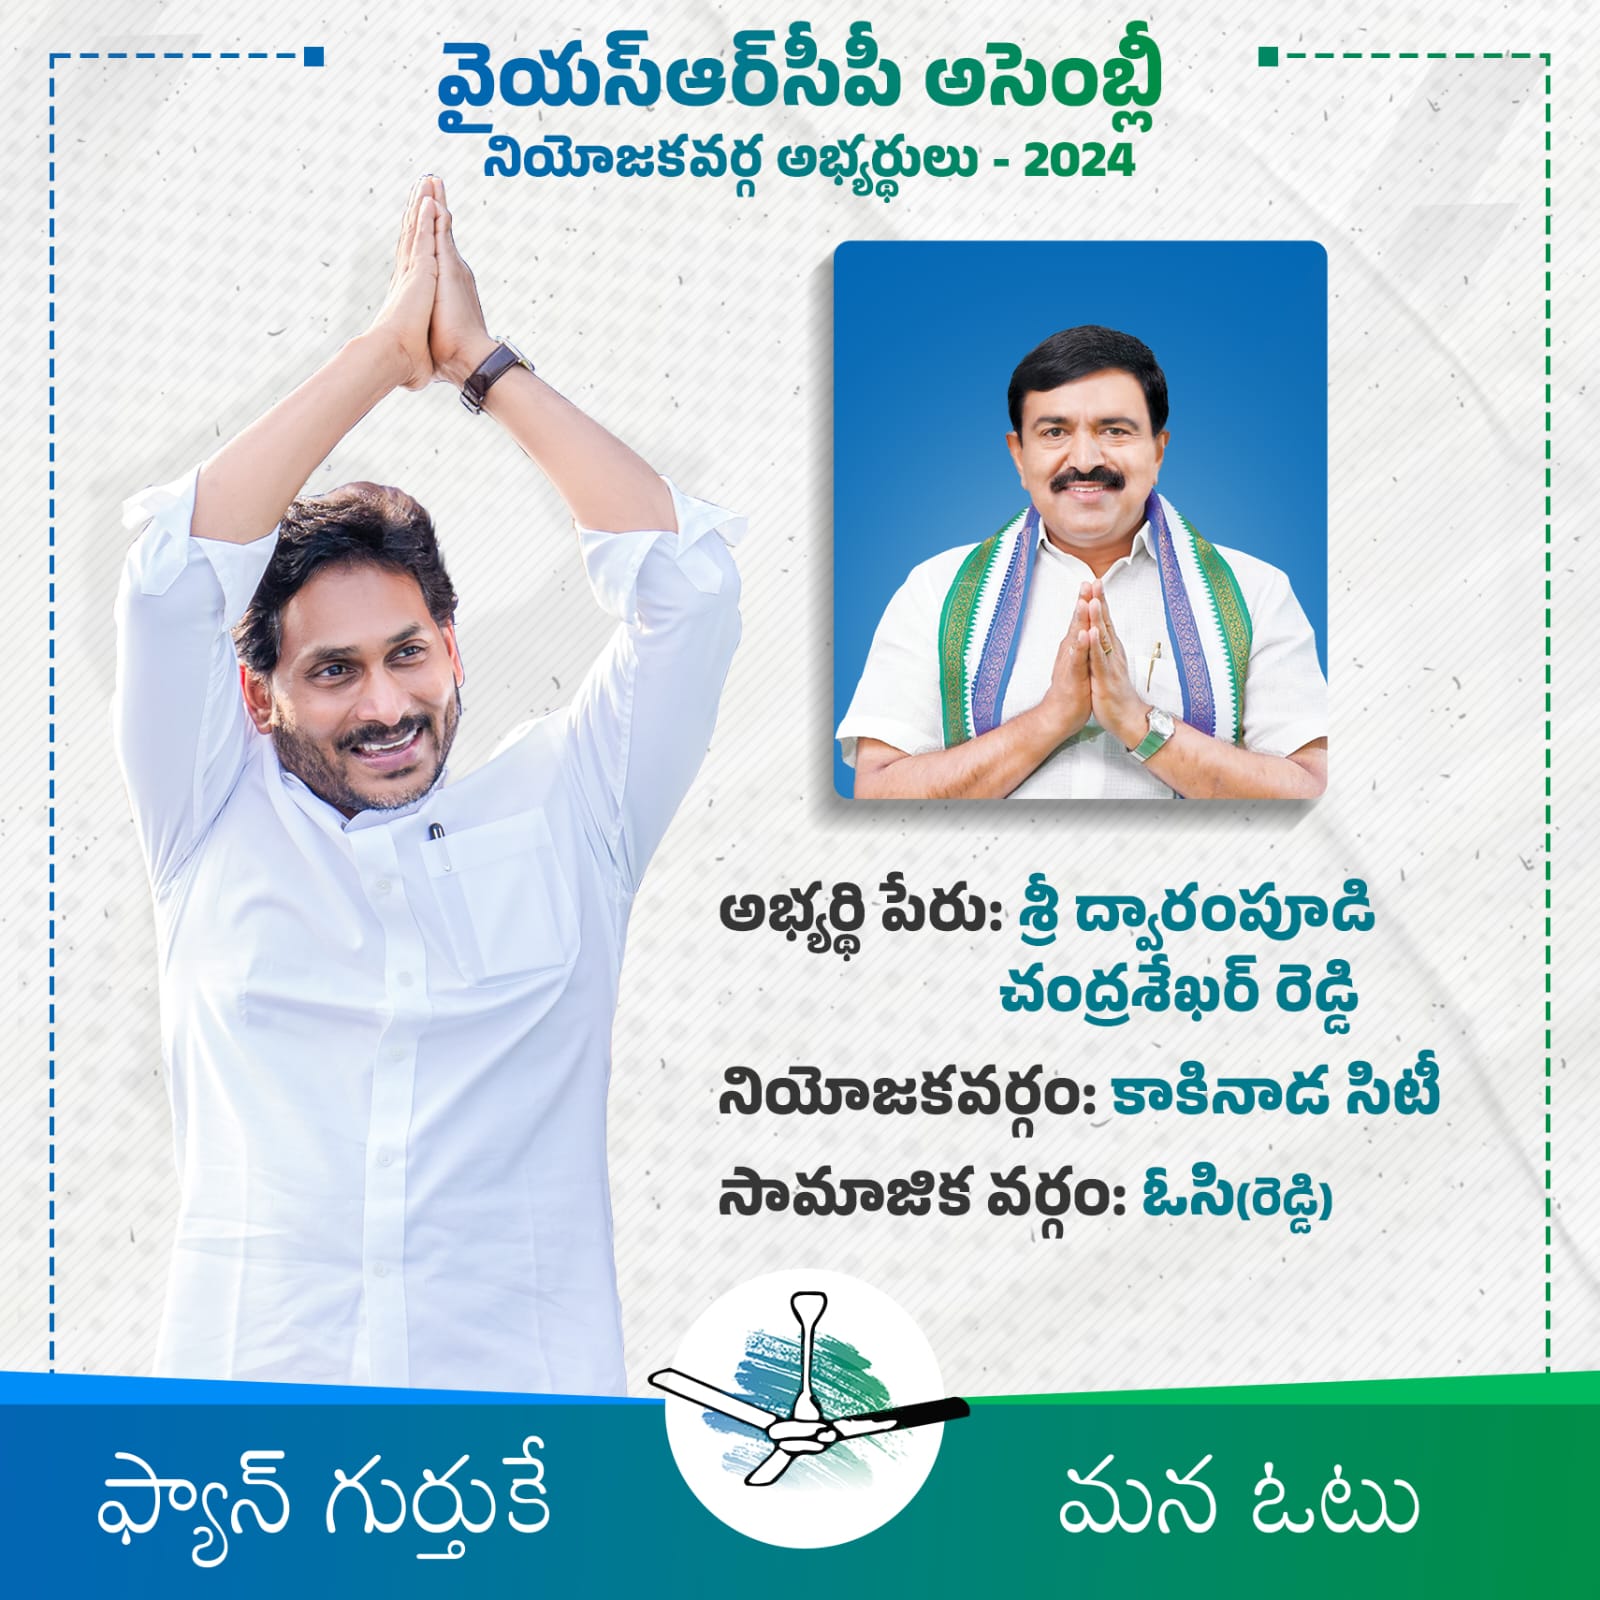 వైయస్ఆర్‌సీపీ అసెంబ్లీ
నియోజకవర్గ అభ్యర్థులు - 2024
అభ్యర్థి పేరు: శ్రీ ద్వారంపూడి
చంద్రశేఖర్ రెడ్డి
నియోజకవర్గం: కాకినాడ సిటీ
సామాజిక వర్గం: ఓసి(రెడ్డి)
ఫ్యాన్ గుర్తుకే
మన ఓటు